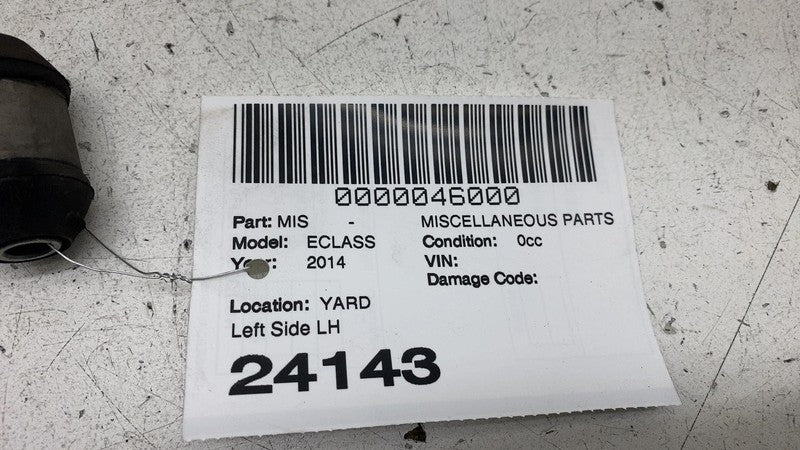 0000046000
Part: MIS - MISCELLANEOUS PARTS
Model: ECLASS Condition: 0cc
Year: 2014 VIN:
Damage Code:
Location: YARD
Left Side LH
24143